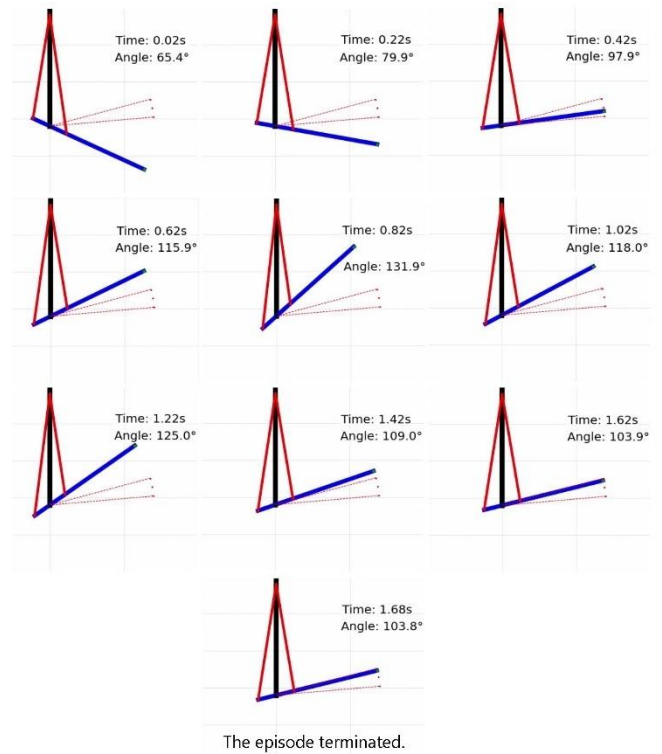 Time: 0.02s
Angle: 65.4°
Time: 0.22s
Angle: 79.9°
Time: 0.42s
Angle: 97.9°
Time: 0.62s
Angle: 115.9°
Time: 0.82s
Angle: 131.9°
Time: 1.02s
Angle: 118.0°
Time: 1.22s
Angle: 125.0°
Time: 1.42s
Angle: 109.0°
Time: 1.62s
Angle: 103.9°
Time: 1.68s
Angle: 103.8°
The episode terminated.